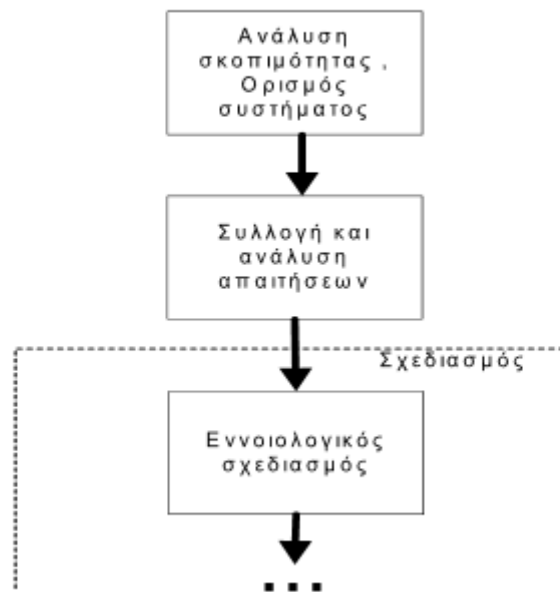 Ανάλυση
σκοπιμότητας ,
Ορισμός
συστήματος
Συλλογή και
ανάλυση
απαιτήσεων
Σχεδιασμός
Εννοιολογικός
σχεδιασμός
...